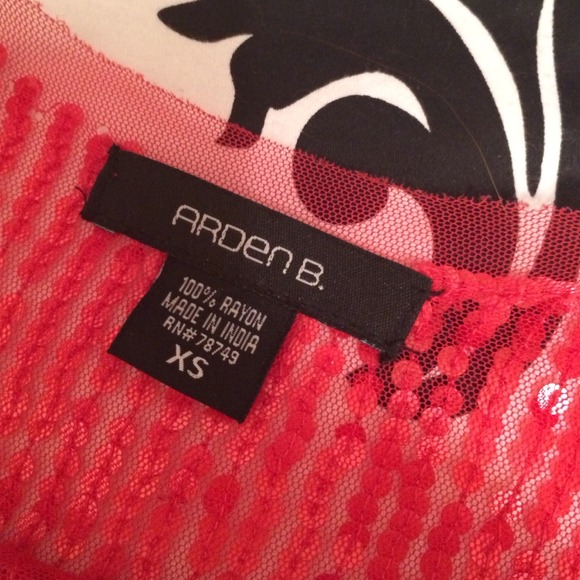 ARDen B.
100% RAYON
MADE IN INDIA
RN# 78749
XS